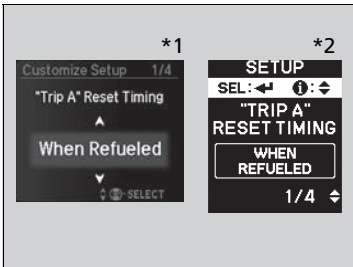 *1
Customize Setup 1/4
"Trip A" Reset Timing
When Refueled
SELECT
*2
SETUP
SEL:
"TRIP A"
RESET TIMING
WHEN
REFUELED
1/4